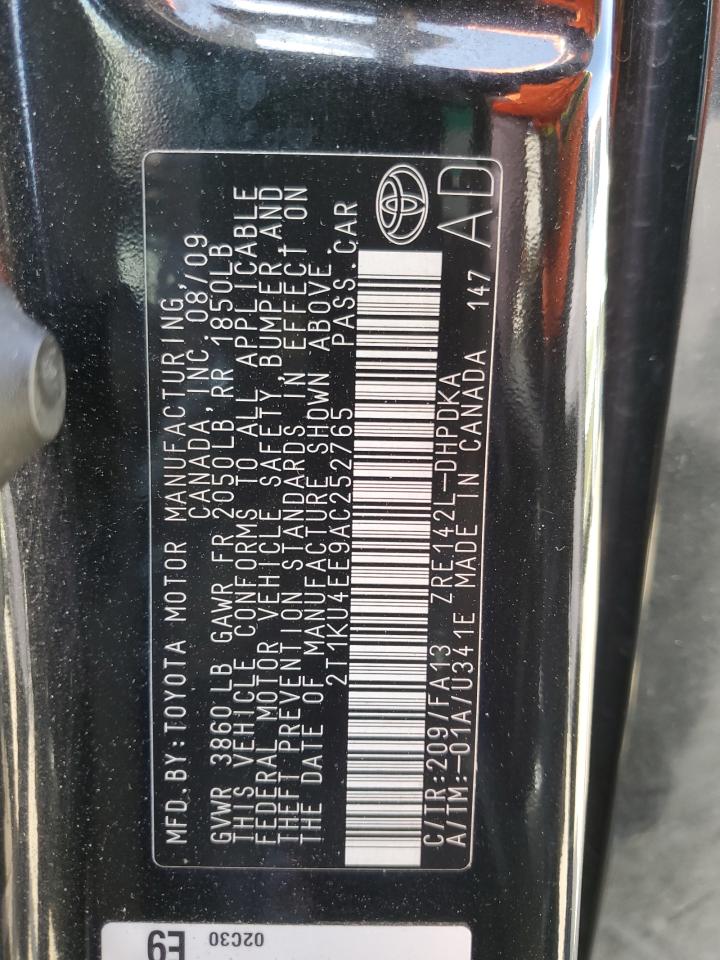 MFD. BY: TOYOTA MOTOR MANUFACTURING,
CANADA, INC. 08/09
GVWR 3860 LB GAWR FR 2050LB, RR 1850LB
THIS VEHICLE CONFORMS TO ALL APPLICABLE
FEDERAL MOTOR VEHICLE SAFETY, BUMPER AND
THEFT PREVENTION STANDARDS IN EFFECT ON
THE DATE OF MANUFACTURE SHOWN ABOVE.
2T1KU4EE9AC252765 PASS. CAR
C/TR: 209/FA13 ZRE142L-DHPDKA
A/TM: -01A/U341E MADE IN CANADA 147
AD
E9
02C30